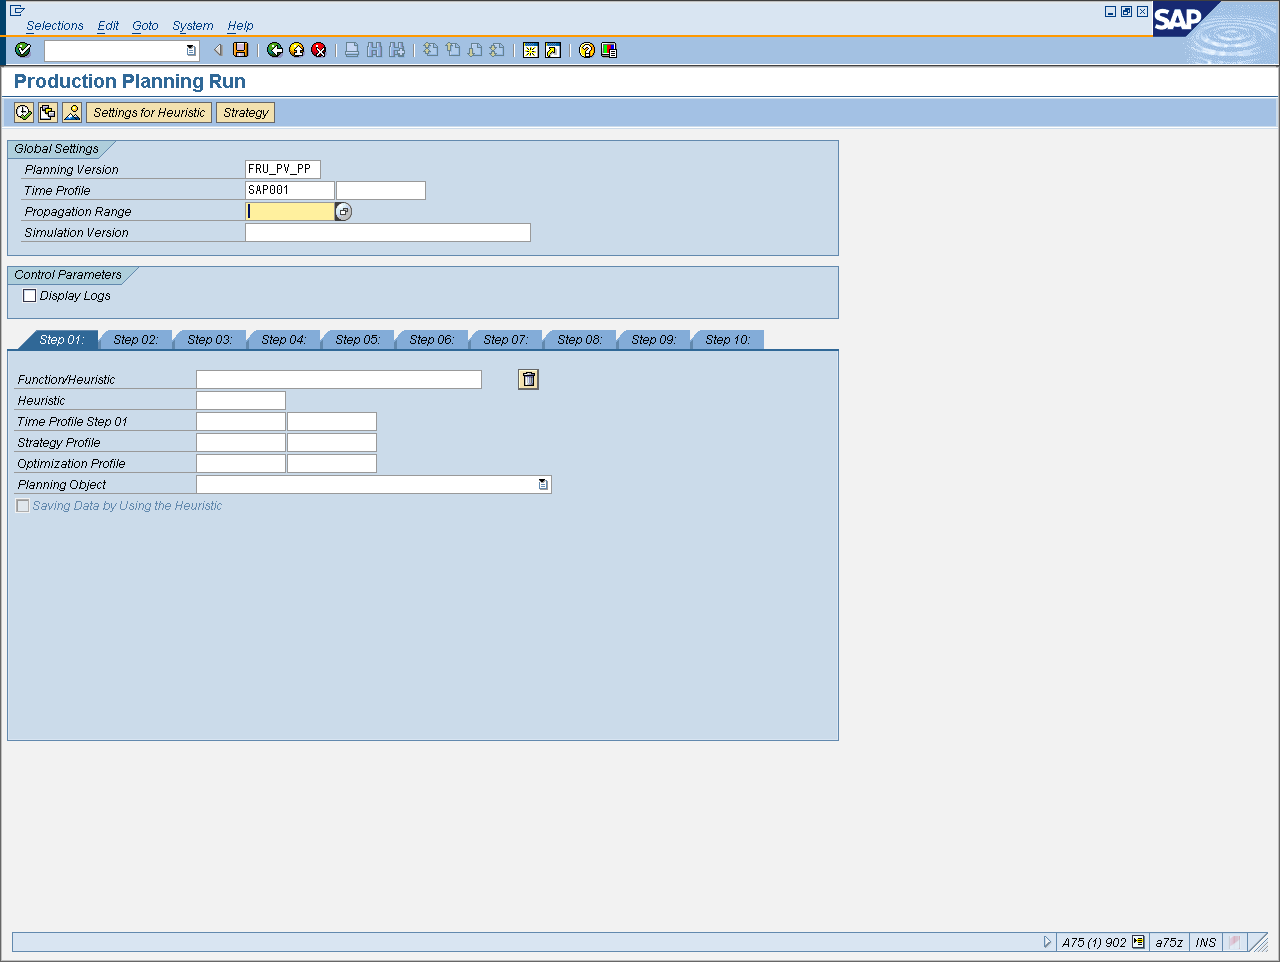 Selections Edit Goto System Help
SAP
Production Planning Run
Settings for Heuristic Strategy
Global Settings
Planning Version FRU_PV_PP
Time Profile SAP001
Propagation Range
Simulation Version
Control Parameters
Display Logs
Step 01: Step 02: Step 03: Step 04: Step 05: Step 06: Step 07: Step 08: Step 09: Step 10:
Function/Heuristic
Heuristic
Time Profile Step 01
Strategy Profile
Optimization Profile
Planning Object
Saving Data by Using the Heuristic
A75 (1) 902 a75z INS